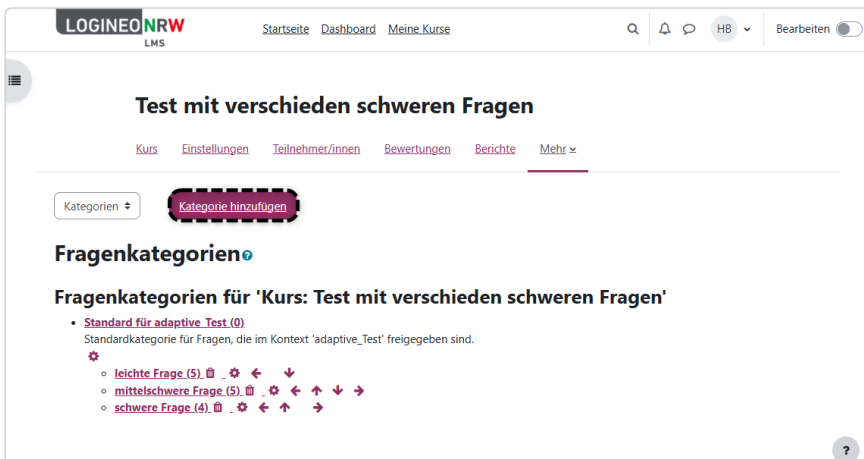 LOGINEO NRW
LMS
Startseite Dashboard Meine Kurse
HB
Bearbeiten
Test mit verschieden schweren Fragen
Kurs Einstellungen Teilnehmer/innen Bewertungen Berichte Mehr
Kategorien
Kategorie hinzufügen
Fragenkategorien
Fragenkategorien für 'Kurs: Test mit verschieden schweren Fragen'
Standard für adaptive_Test (0)
Standardkategorie für Fragen, die im Kontext 'adaptive_Test' freigegeben sind.
leichte Frage (5)
mittelschwere Frage (5)
schwere Frage (4)
?